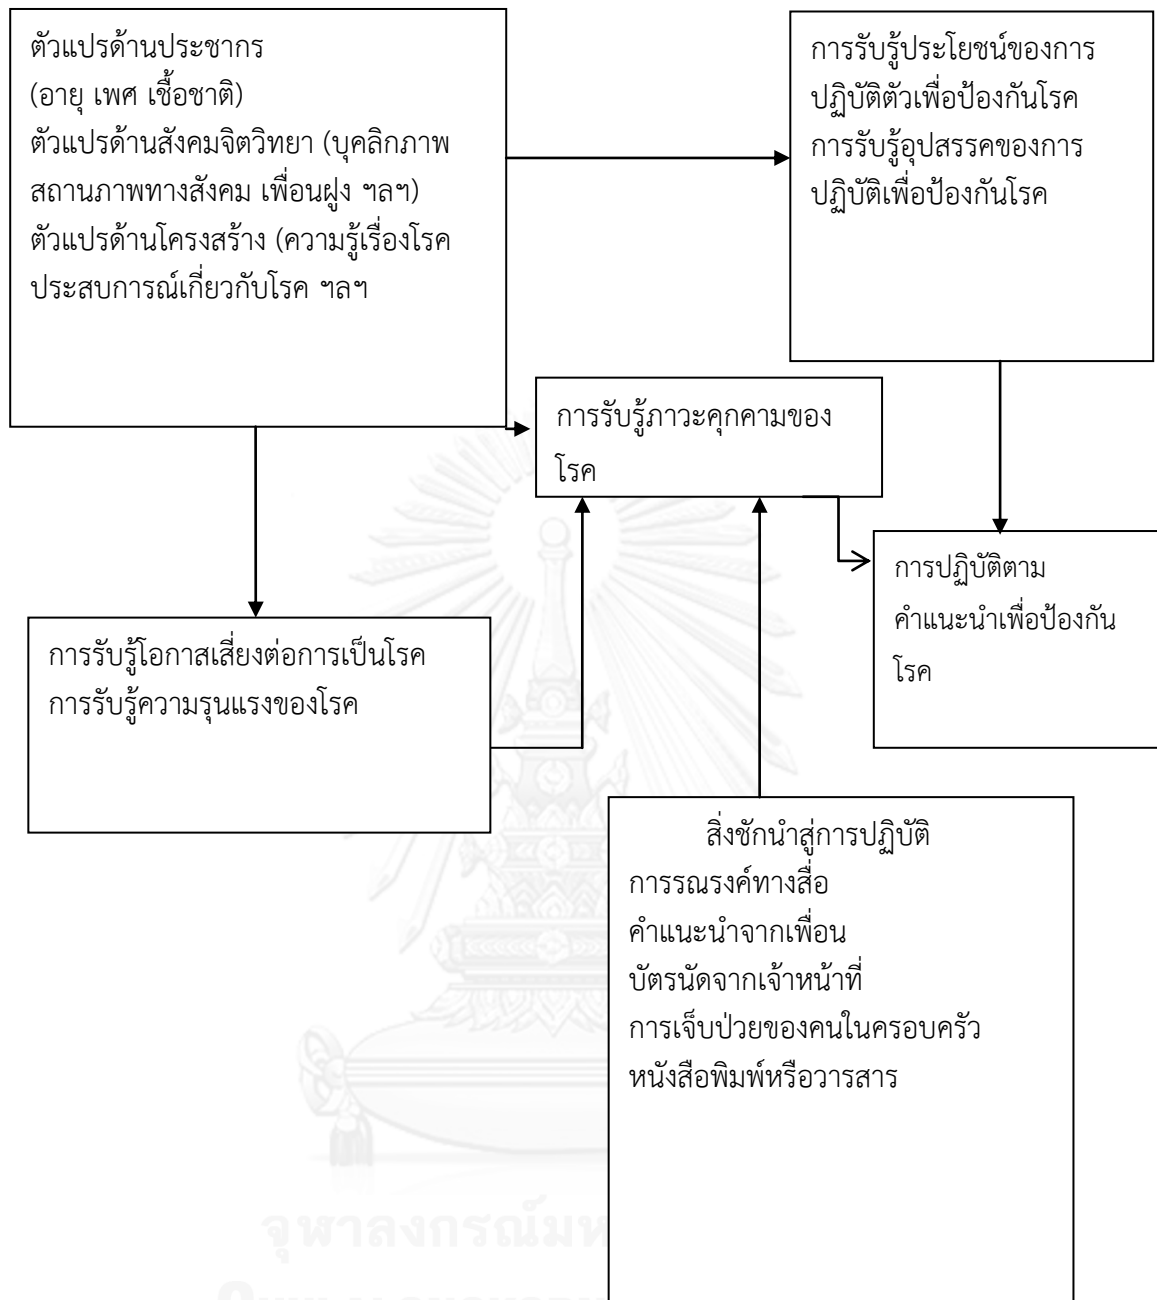 ตัวแปรด้านประชากร
(อายุ เพศ เชื้อชาติ)
ตัวแปรด้านสังคมจิตวิทยา (บุคลิกภาพ
สถานภาพทางสังคม เพื่อนฝูง ฯลฯ)
ตัวแปรด้านโครงสร้าง (ความรู้เรื่องโรค
ประสบการณ์เกี่ยวกับโรค ฯลฯ
การรับรู้ประโยชน์ของการ
ปฏิบัติตัวเพื่อป้องกันโรค
การรับรู้อุปสรรคของการ
ปฏิบัติเพื่อป้องกันโรค
การรับรู้ภาวะคุกคามของ
โรค
การปฏิบัติตาม
คำแนะนำเพื่อป้องกัน
โรค
การรับรู้โอกาสเสี่ยงต่อการเป็นโรค
การรับรู้ความรุนแรงของโรค
สิ่งชักนำสู่การปฏิบัติ
การรณรงค์ทางสื่อ
คำแนะนำจากเพื่อน
บัตรนัดจากเจ้าหน้าที่
การเจ็บป่วยของคนในครอบครัว
หนังสือพิมพ์หรือวารสาร
จุฬาลงกรณ์มห